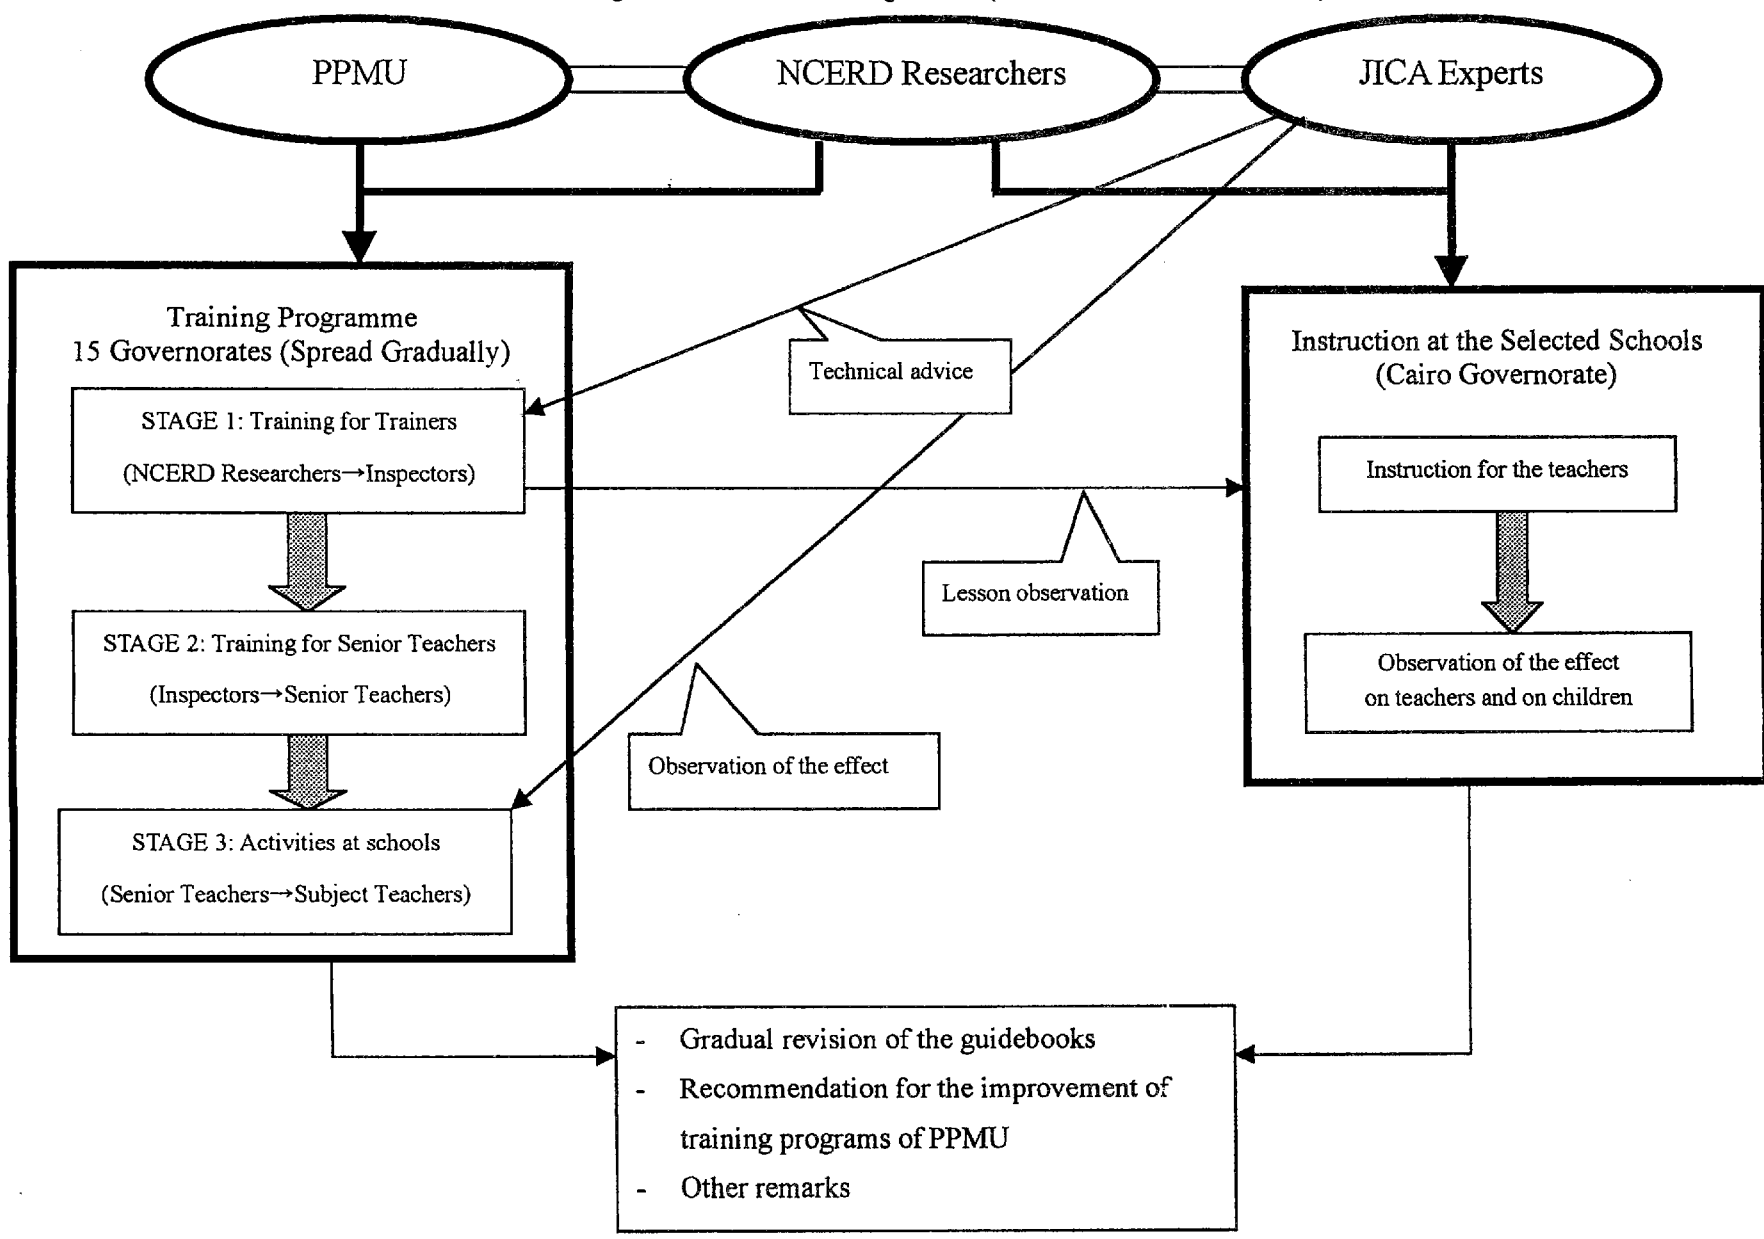 PPMU
NCERD Researchers
JICA Experts
Training Programme
15 Governorates (Spread Gradually)
STAGE 1: Training for Trainers
(NCERD Researchers→Inspectors)
STAGE 2: Training for Senior Teachers
(Inspectors→Senior Teachers)
STAGE 3: Activities at schools
(Senior Teachers→Subject Teachers)
Technical advice
Lesson observation
Observation of the effect
Instruction at the Selected Schools
(Cairo Governorate)
Instruction for the teachers
Observation of the effect
on teachers and on children
- Gradual revision of the guidebooks
- Recommendation for the improvement of
training programs of PPMU
- Other remarks